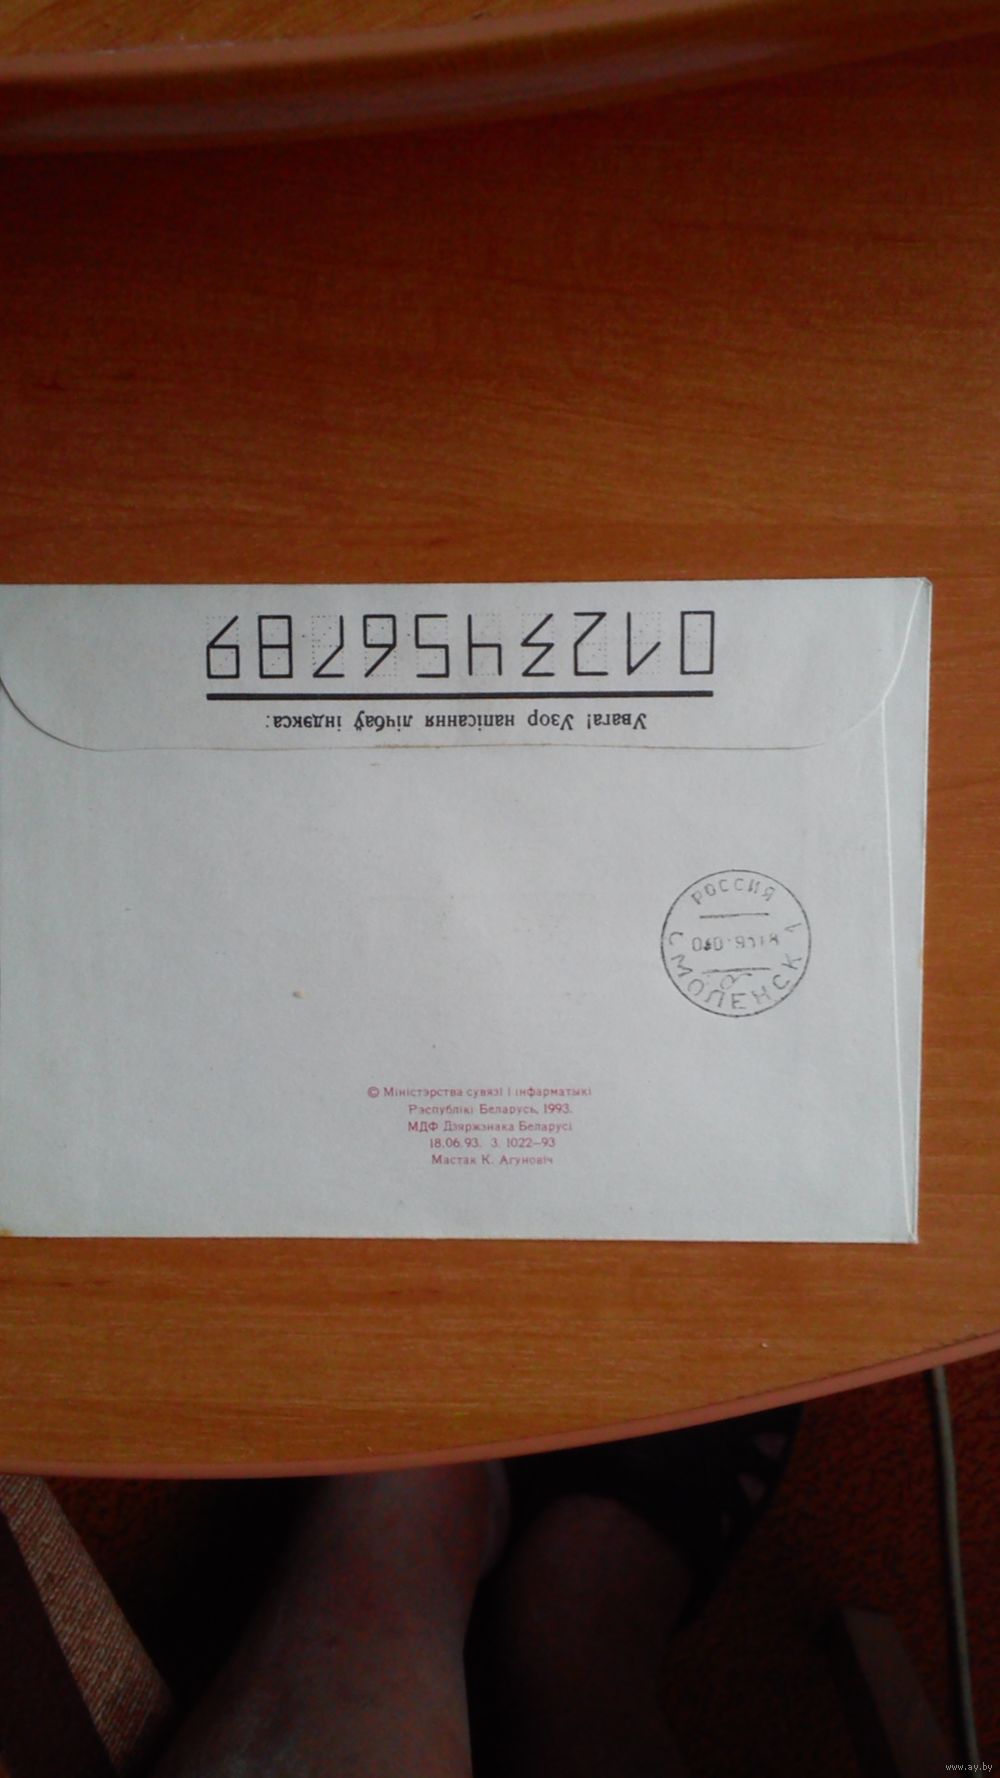 0123456789
Увага! Узор напісання лічбаў індэкса:
РОССИЯ
СМОЛЕНСК 1
© Міністэрства сувязі і інфарматыкі
Рэспублікі Беларусь, 1993.
МДФ Дзяржзнака Беларусі
18.06.93. З. 1022—93
Мастак К. Агуновіч
www.ay.by